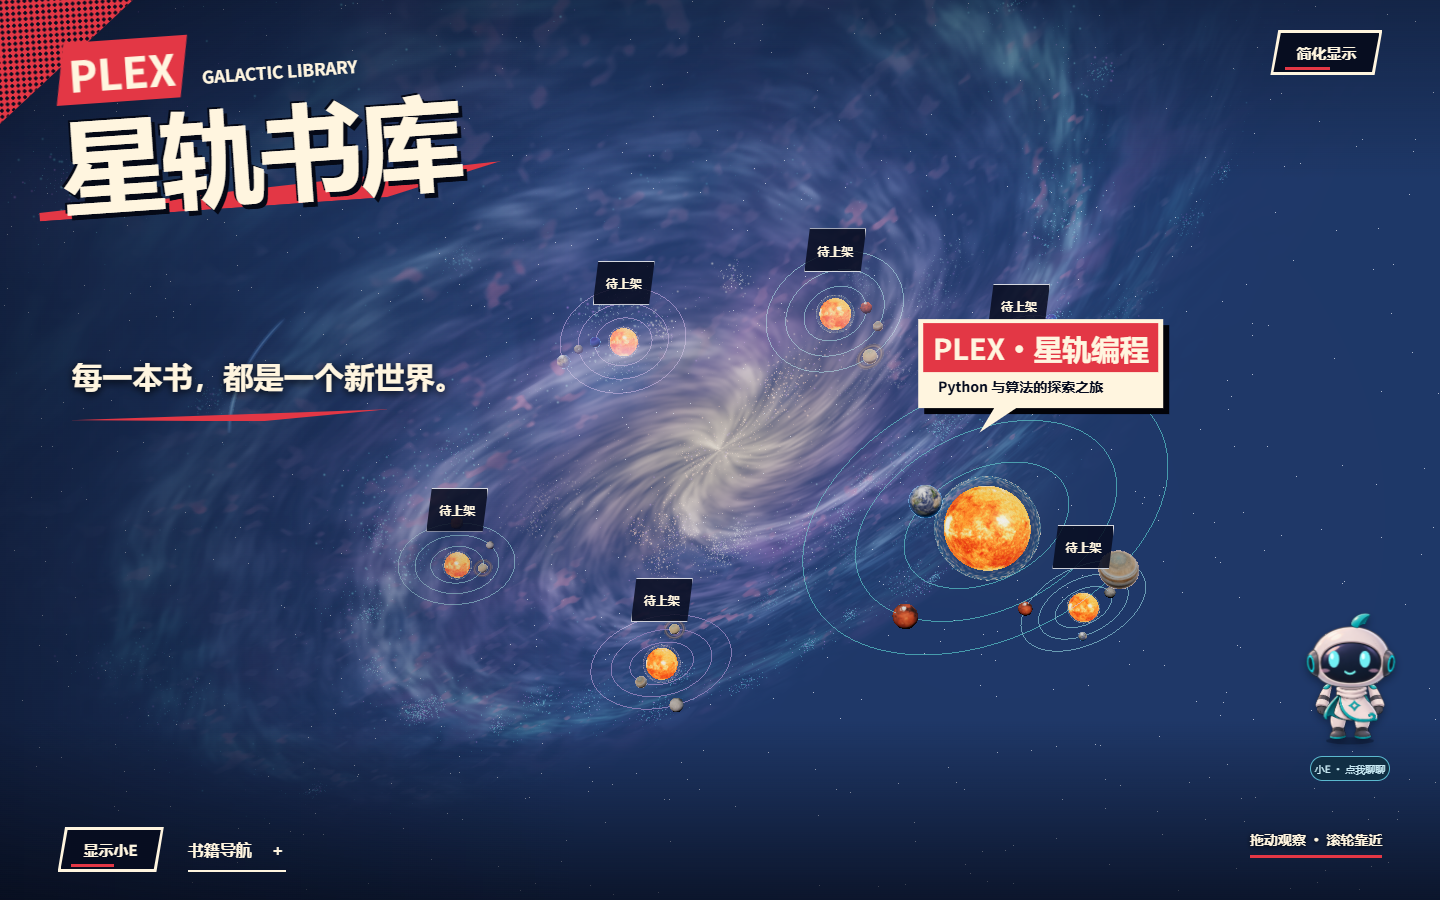 PLEX
GALACTIC LIBRARY
星轨书库
简化显示
待上架
待上架
待上架
PLEX·星轨编程
Python 与算法的探索之旅
每一本书，都是一个新世界。
待上架
待上架
待上架
小E · 点我聊聊
显示小E
书籍导航 +
拖动观察 · 滚轮靠近